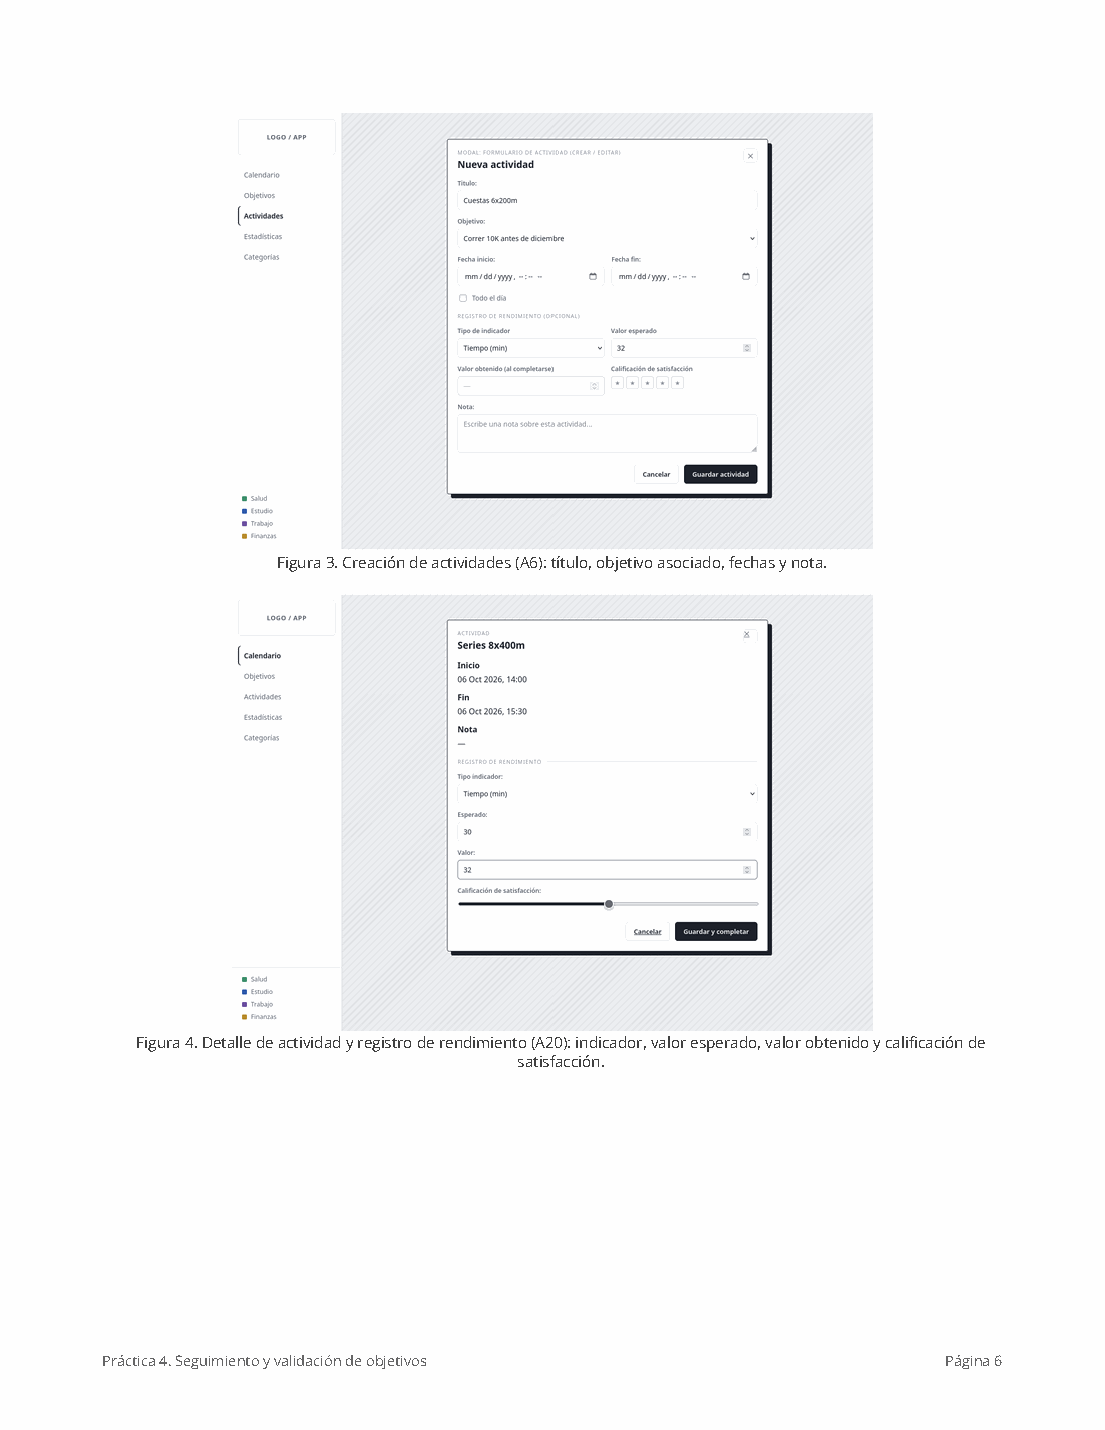 LOGO / APP
Calendario
Objetivos
Actividades
Estadísticas
Categorías
Salud
Estudio
Trabajo
Finanzas
MODAL: FORMULARIO DE ACTIVIDAD (CREAR / EDITAR)
Nueva actividad
Título:
Cuestas 6x200m
Objetivo:
Correr 10K antes de diciembre
Fecha inicio: Fecha fin:
mm/dd/yyyy, --:-- -- mm/dd/yyyy, --:-- --
Todo el día
REGISTRO DE RENDIMIENTO (OPCIONAL)
Tipo de indicador Valor esperado
Tiempo (min) 32
Valor obtenido (al completarse) Calificación de satisfacción
— ★ ★ ★ ★ ★
Nota:
Escribe una nota sobre esta actividad...
Cancelar Guardar actividad
Figura 3. Creación de actividades (A6): título, objetivo asociado, fechas y nota.
LOGO / APP
Calendario
Objetivos
Actividades
Estadísticas
Categorías
Salud
Estudio
Trabajo
Finanzas
ACTIVIDAD
Series 8x400m
Inicio
06 Oct 2026, 14:00
Fin
06 Oct 2026, 15:30
Nota
—
REGISTRO DE RENDIMIENTO
Tipo indicador:
Tiempo (min)
Esperado:
30
Valor:
32
Calificación de satisfacción:
Cancelar Guardar y completar
Figura 4. Detalle de actividad y registro de rendimiento (A20): indicador, valor esperado, valor obtenido y calificación de
satisfacción.
Práctica 4. Seguimiento y validación de objetivos Página 6